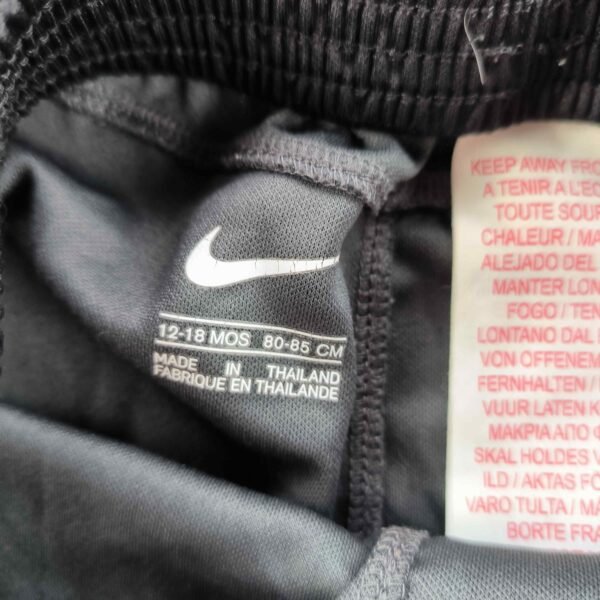 12-18 MOS 80-85 CM
MADE IN THAILAND
FABRIQUE EN THAILANDE
KEEP AWAY FRO
A TENIR A L'EC
TOUTE SOUR
CHALEUR / MA
ALEJADO DEL
MANTER LON
FOGO / TEN
LONTANO DAL
VON OFFENEM
FERNHALTEN /
VUUR LATEN K
ΜΑΚΡΙΑ ΑΠΟ Φ
SKAL HOLDES V
ILD / AKTAS FÖ
VARO TULTA / MÅ
BORTE FRA